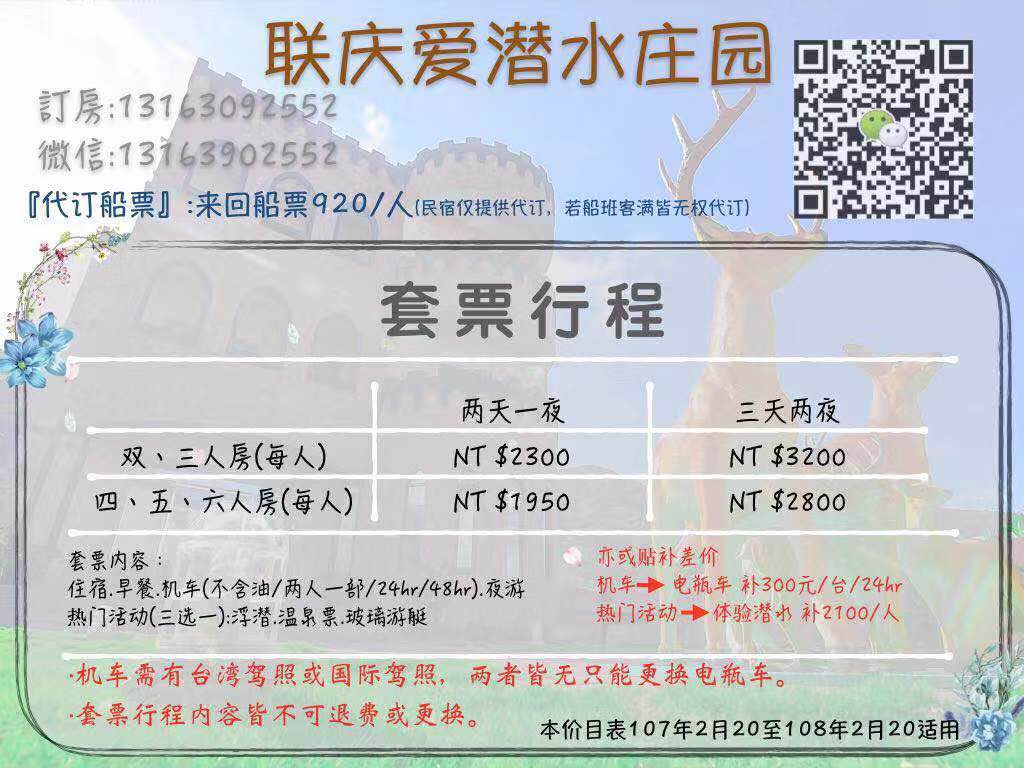 联庆爱潜水庄园
訂房:13163092552
微信:13163902552
『代订船票』:来回船票920/人(民宿仅提供代订，若船班客满皆无权代订)
套票行程
两天一夜 三天两夜
双、三人房(每人) NT $2300 NT $3200
四、五、六人房(每人) NT $1950 NT $2800
套票内容：
住宿.早餐.机车(不含油/两人一部/24hr/48hr).夜游
热门活动(三选一):浮潜.温泉票.玻璃游艇
亦或贴补差价
机车➡电瓶车 补300元/台/24hr
热门活动➡体验潜水 补2100/人
·机车需有台湾驾照或国际驾照，两者皆无只能更换电瓶车。
·套票行程内容皆不可退费或更换。
本价目表107年2月20至108年2月20适用